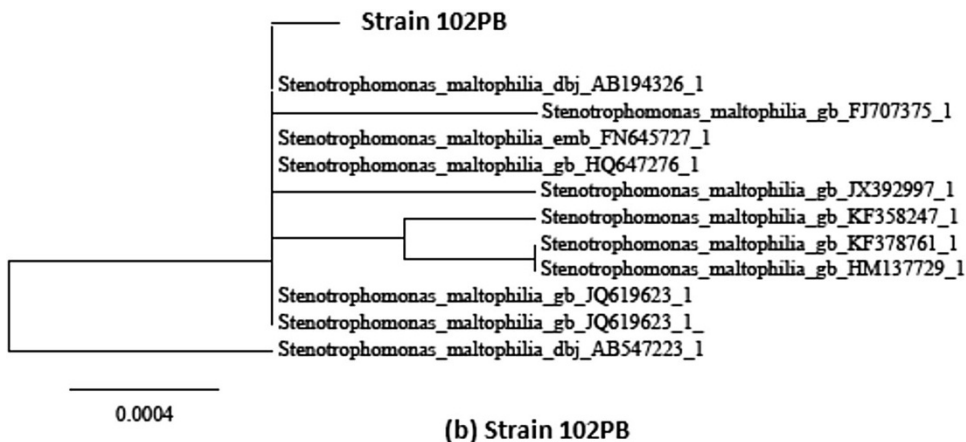 Strain 102PB
Stenotrophomonas_maltophilia_dbj_AB194326_1
Stenotrophomonas_maltophilia_gb_FJ707375_1
Stenotrophomonas_maltophilia_emb_FN645727_1
Stenotrophomonas_maltophilia_gb_HQ647276_1
Stenotrophomonas_maltophilia_gb_JX392997_1
Stenotrophomonas_maltophilia_gb_KF358247_1
Stenotrophomonas_maltophilia_gb_KF378761_1
Stenotrophomonas_maltophilia_gb_HM137729_1
Stenotrophomonas_maltophilia_gb_JQ619623_1
Stenotrophomonas_maltophilia_gb_JQ619623_1_
Stenotrophomonas_maltophilia_dbj_AB547223_1
0.0004
(b) Strain 102PB